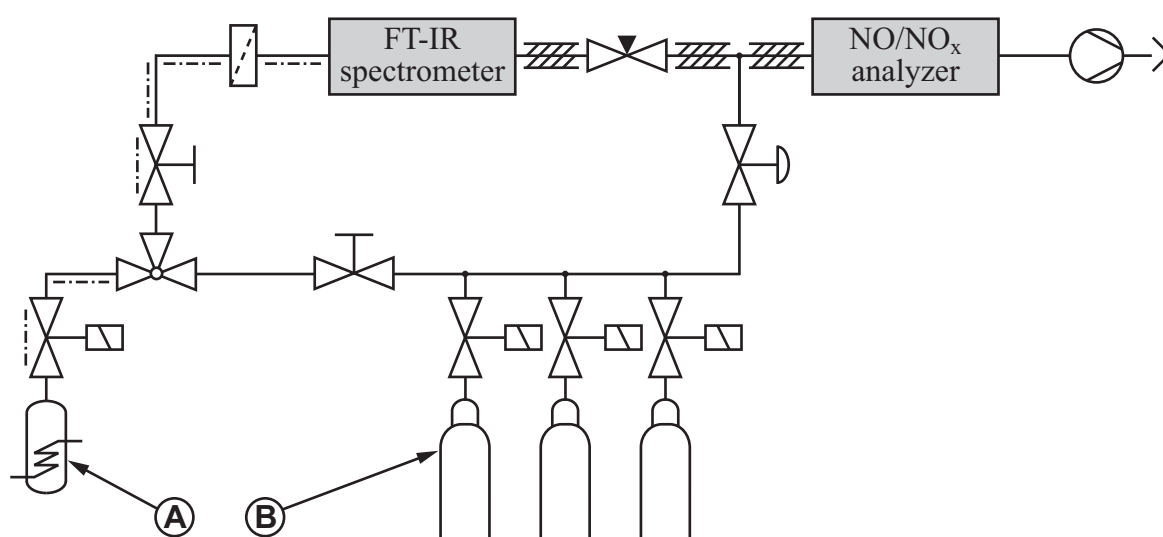 FT-IR
spectrometer
NO/NOₓ
analyzer
A
B